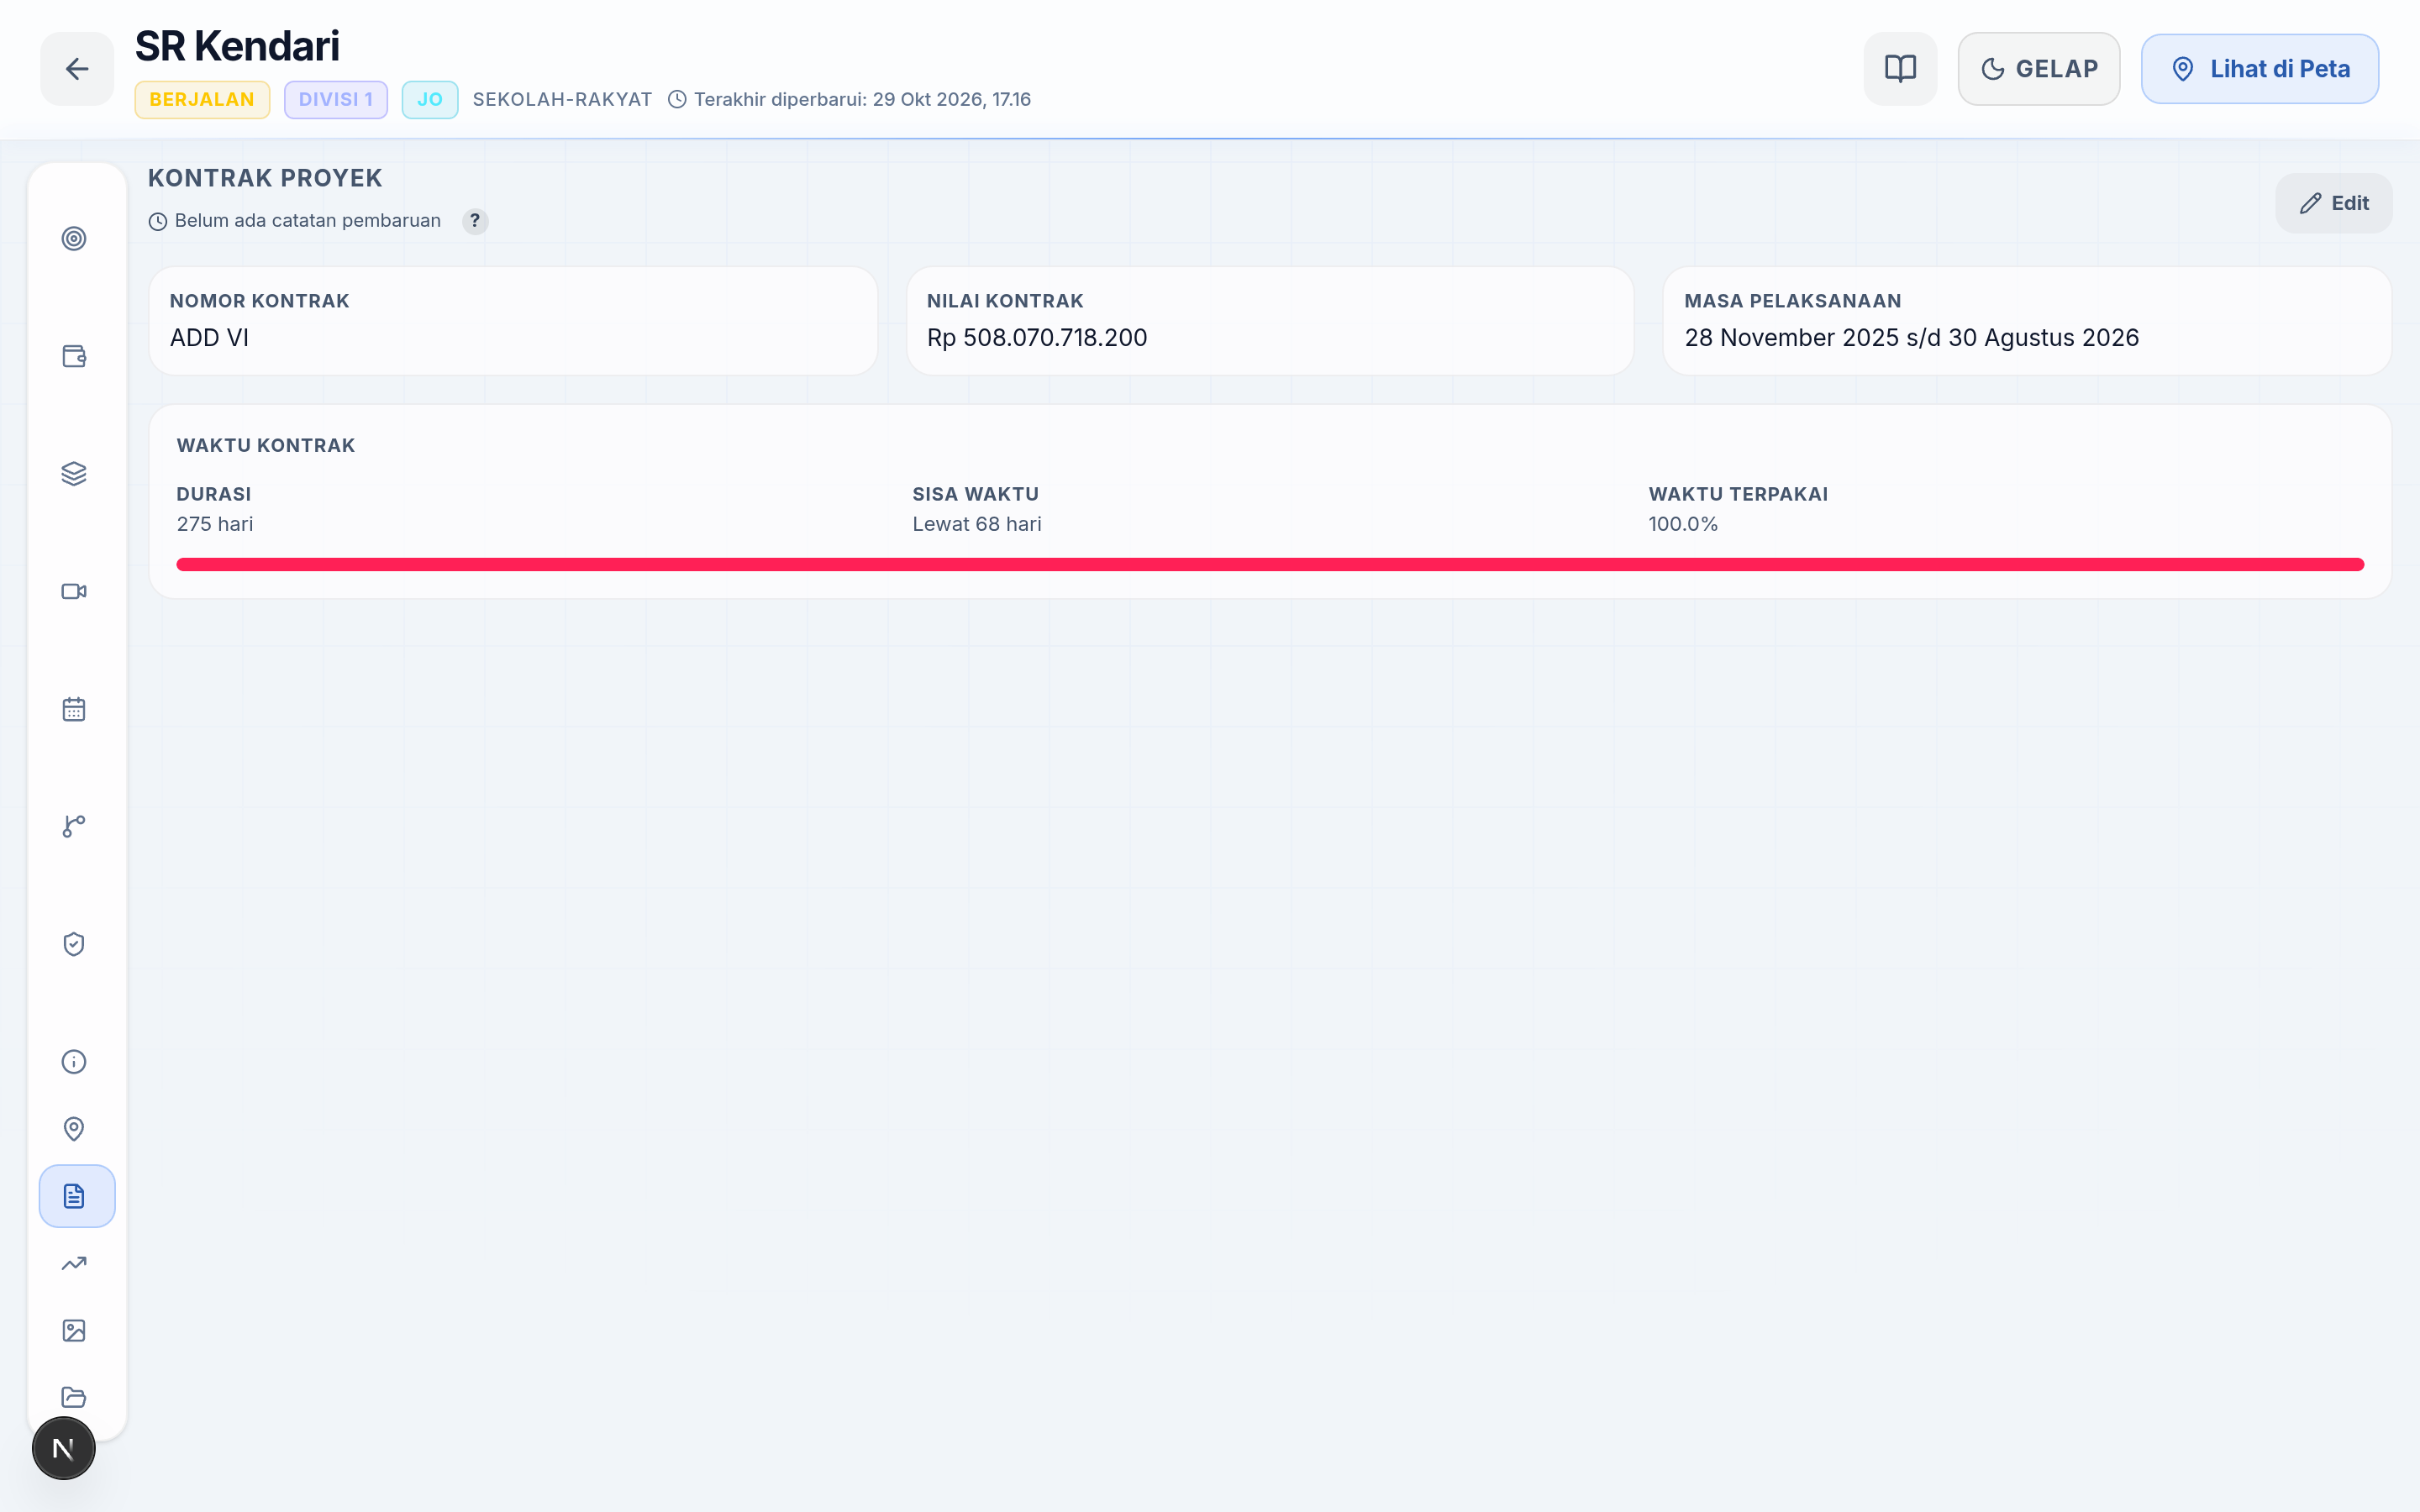 SR Kendari
BERJALAN DIVISI 1 JO SEKOLAH-RAKYAT Terakhir diperbarui: 29 Okt 2026, 17.16
GELAP
Lihat di Peta
KONTRAK PROYEK
Belum ada catatan pembaruan ?
Edit
NOMOR KONTRAK
ADD VI
NILAI KONTRAK
Rp 508.070.718.200
MASA PELAKSANAAN
28 November 2025 s/d 30 Agustus 2026
WAKTU KONTRAK
DURASI
275 hari
SISA WAKTU
Lewat 68 hari
WAKTU TERPAKAI
100.0%
N